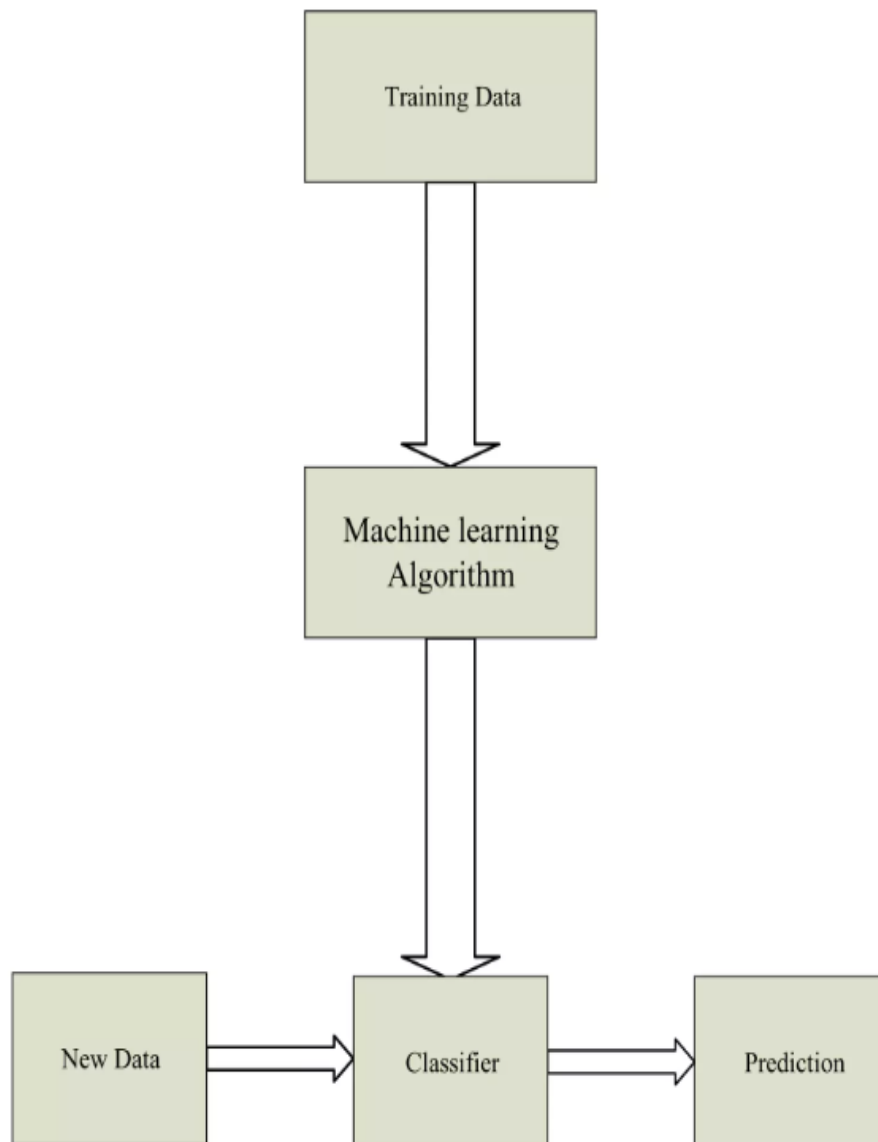 Training Data
Machine learning
Algorithm
New Data
Classifier
Prediction